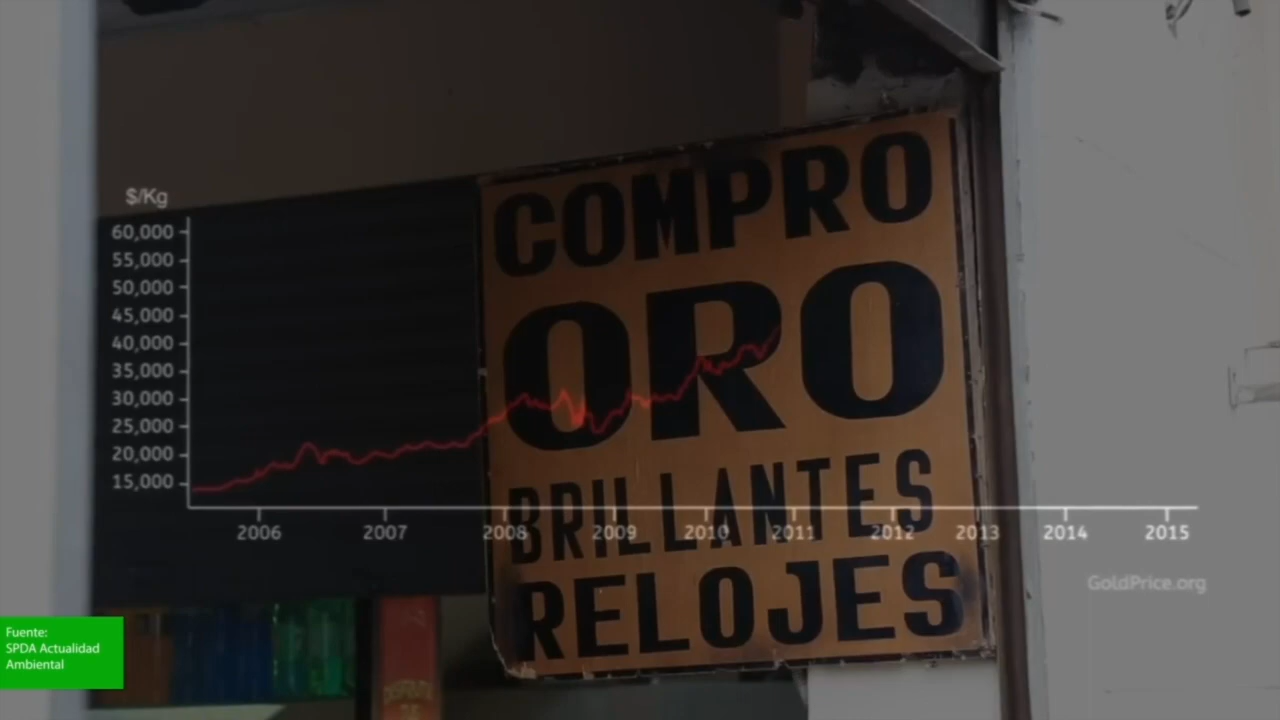 $/Kg
60,000
55,000
50,000
45,000
40,000
35,000
30,000
25,000
20,000
15,000
2006 2007 2008 2009 2010 2011 2012 2013 2014 2015
GoldPrice.org
COMPRO
ORO
BRILLANTES
RELOJES
Fuente:
SPDA Actualidad
Ambiental